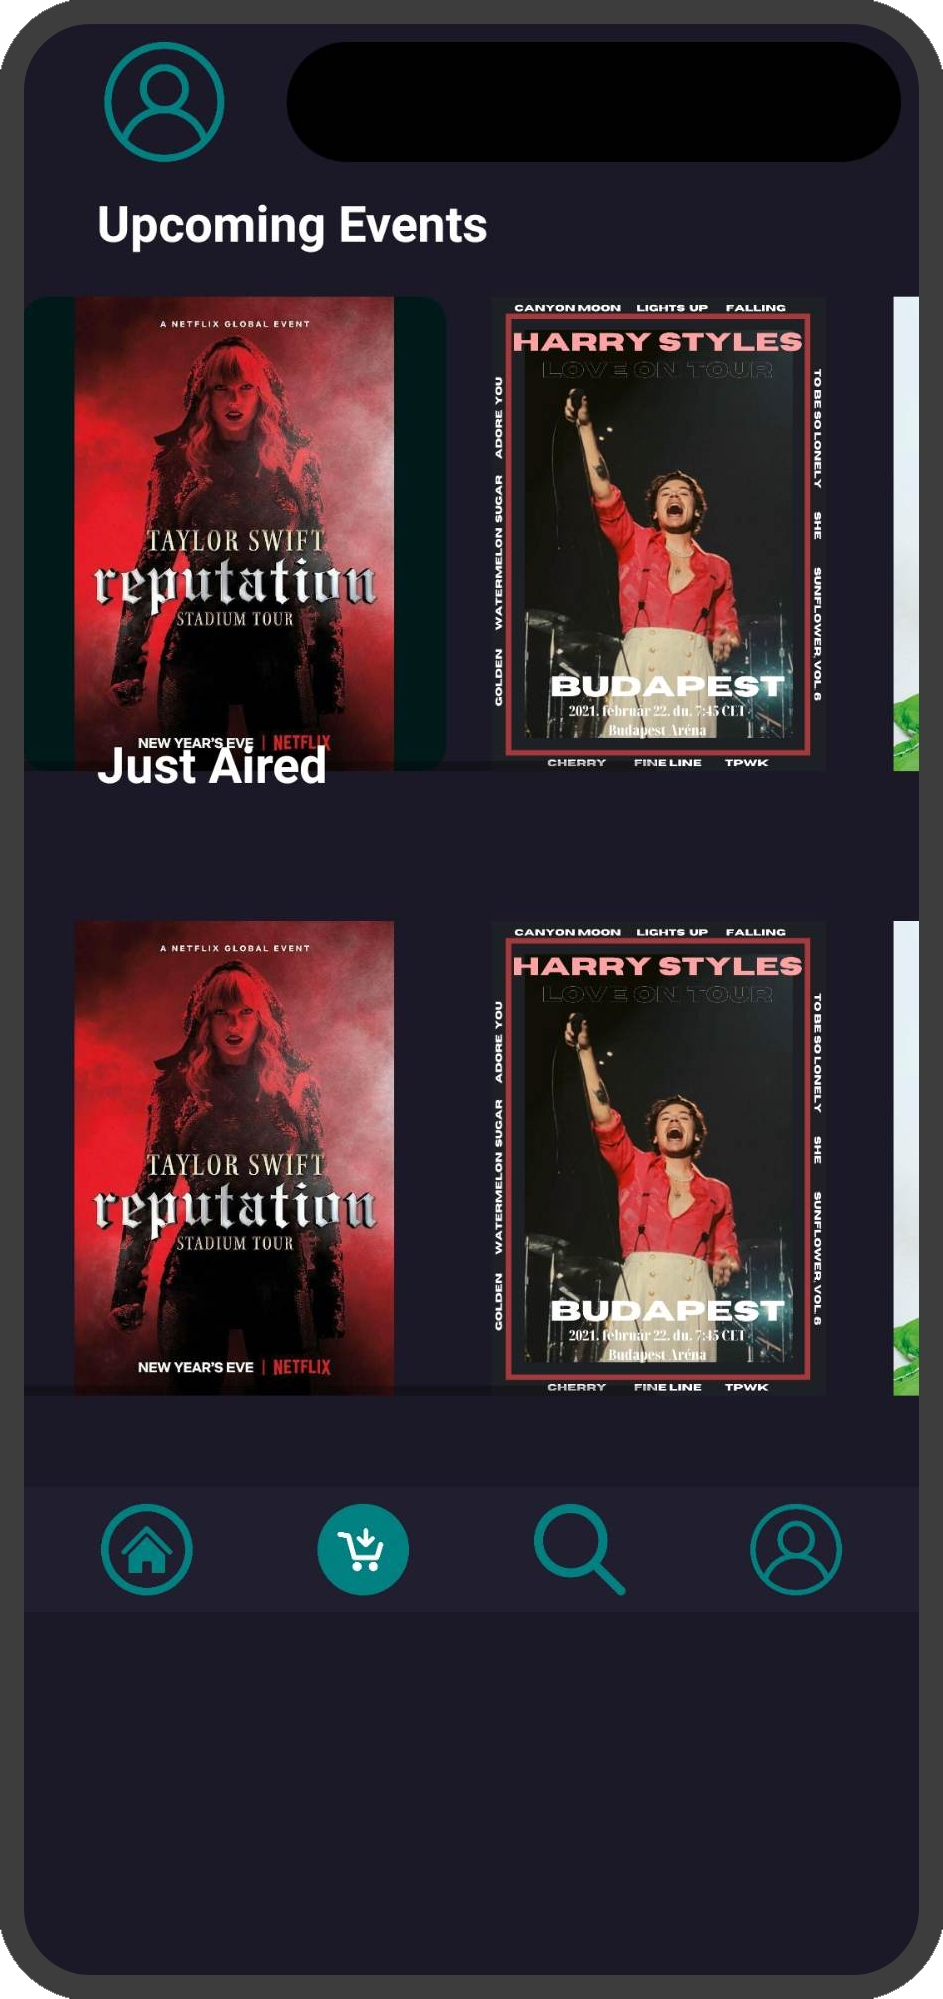 Upcoming Events
A NETFLIX GLOBAL EVENT
TAYLOR SWIFT
reputation
STADIUM TOUR
NEW YEAR'S EVE | NETFLIX
CANYON MOON LIGHTS UP FALLING
HARRY STYLES
LOVE ON TOUR
GOLDEN WATERMELON SUGAR ADORE YOU
TO BE SO LONELY SHE SUNFLOWER, VOL. 6
BUDAPEST
2021. február 22. du. 7:45 CET
Budapest Aréna
CHERRY FINE LINE TPWK
Just Aired
A NETFLIX GLOBAL EVENT
TAYLOR SWIFT
reputation
STADIUM TOUR
NEW YEAR'S EVE | NETFLIX
CANYON MOON LIGHTS UP FALLING
HARRY STYLES
LOVE ON TOUR
GOLDEN WATERMELON SUGAR ADORE YOU
TO BE SO LONELY SHE SUNFLOWER, VOL. 6
BUDAPEST
2021. február 22. du. 7:45 CET
Budapest Aréna
CHERRY FINE LINE TPWK